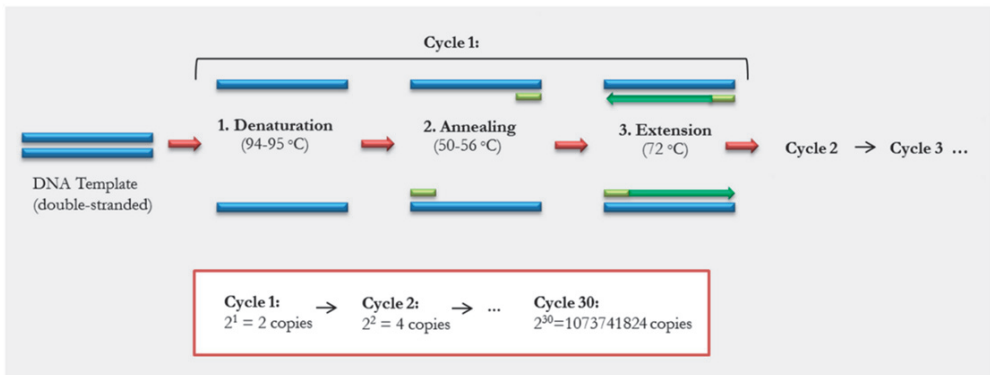 Cycle 1:
1. Denaturation
(94-95 °C)
2. Annealing
(50-56 °C)
3. Extension
(72 °C)
Cycle 2 → Cycle 3 ...
DNA Template
(double-stranded)
Cycle 1:
2¹ = 2 copies
→
Cycle 2:
2² = 4 copies
→ ...
Cycle 30:
2³⁰=1073741824 copies